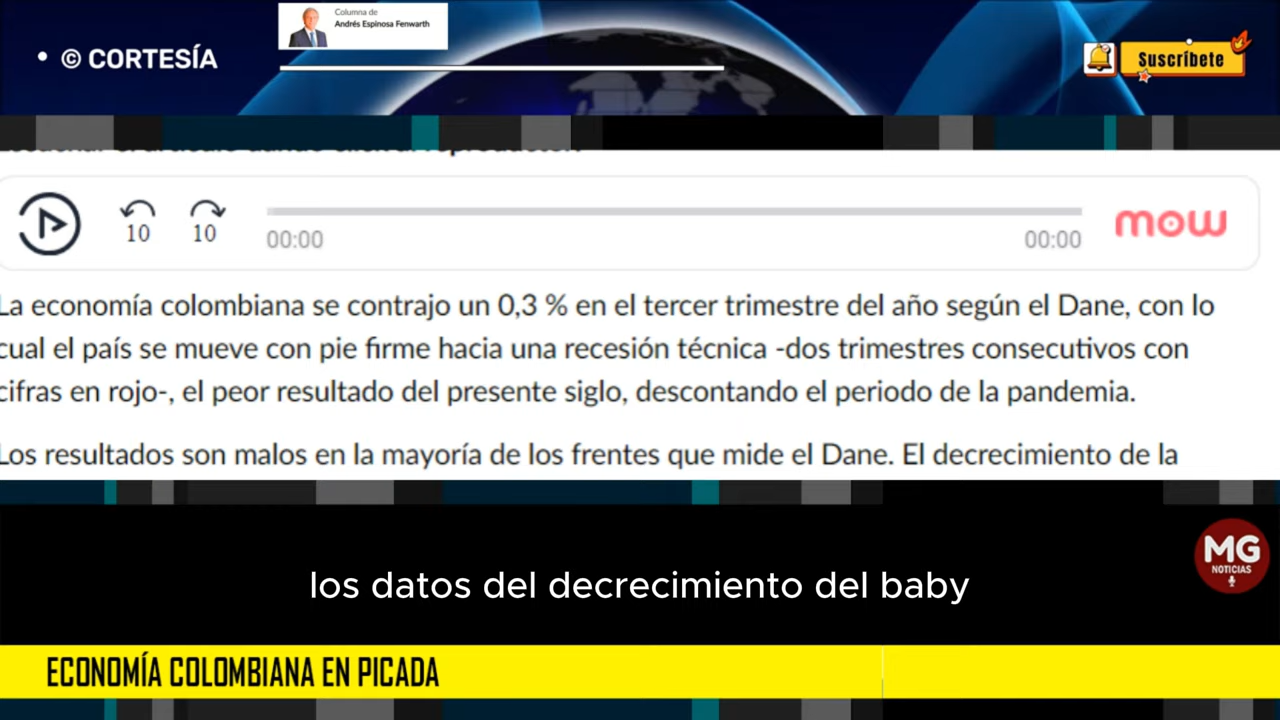 Columna de
Andrés Espinosa Fenwarth
• © CORTESÍA
Suscríbete
10
10
00:00
00:00
mow
La economía colombiana se contrajo un 0,3 % en el tercer trimestre del año según el Dane, con lo
cual el país se mueve con pie firme hacia una recesión técnica -dos trimestres consecutivos con
cifras en rojo-, el peor resultado del presente siglo, descontando el periodo de la pandemia.
Los resultados son malos en la mayoría de los frentes que mide el Dane. El decrecimiento de la
MG
NOTICIAS
los datos del decrecimiento del baby
ECONOMÍA COLOMBIANA EN PICADA